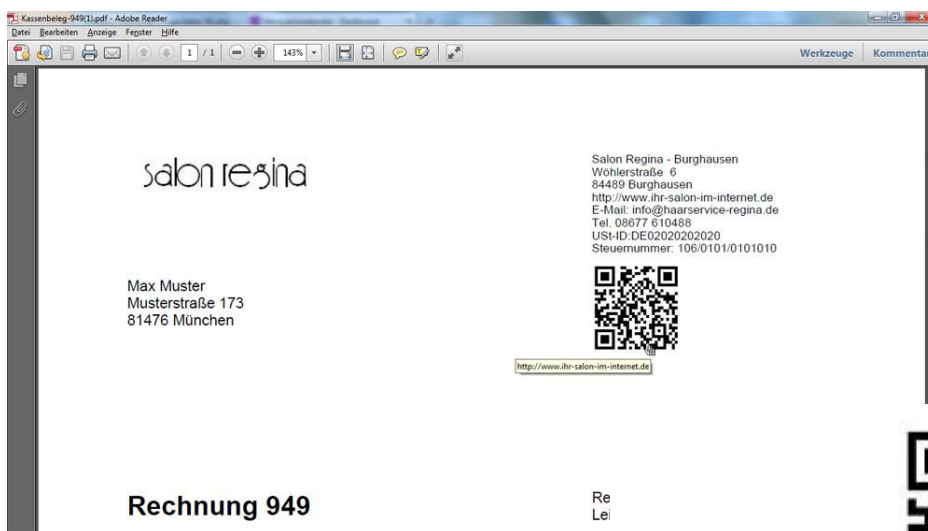 Kassenbeleg-949(1).pdf - Adobe Reader
Datei Bearbeiten Anzeige Fenster Hilfe
1 / 1 143% Werkzeuge Kommentar
salon regina
Salon Regina - Burghausen
Wöhlerstraße 6
84489 Burghausen
http://www.ihr-salon-im-internet.de
E-Mail: info@haarservice-regina.de
Tel. 08677 610488
USt-ID:DE02020202020
Steuernummer: 106/0101/0101010
Max Muster
Musterstraße 173
81476 München
http://www.ihr-salon-im-internet.de
Rechnung 949
Re
Lei